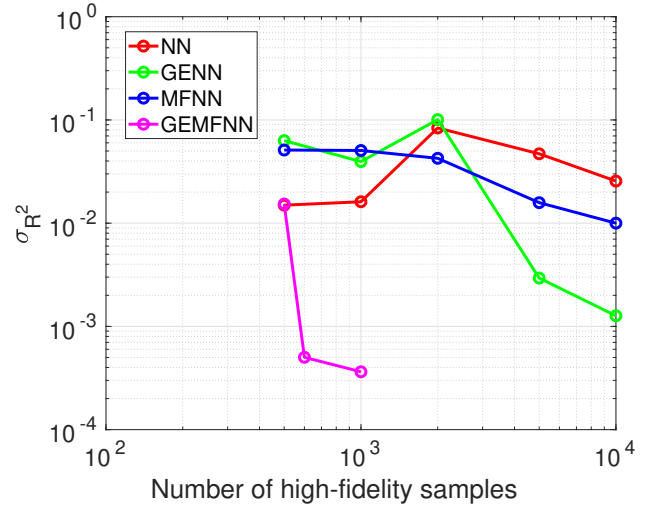 10^0
10^-1
10^-2
10^-3
10^-4
σ_R^2
NN
GENN
MFNN
GEMFNN
10^2
10^3
10^4
Number of high-fidelity samples